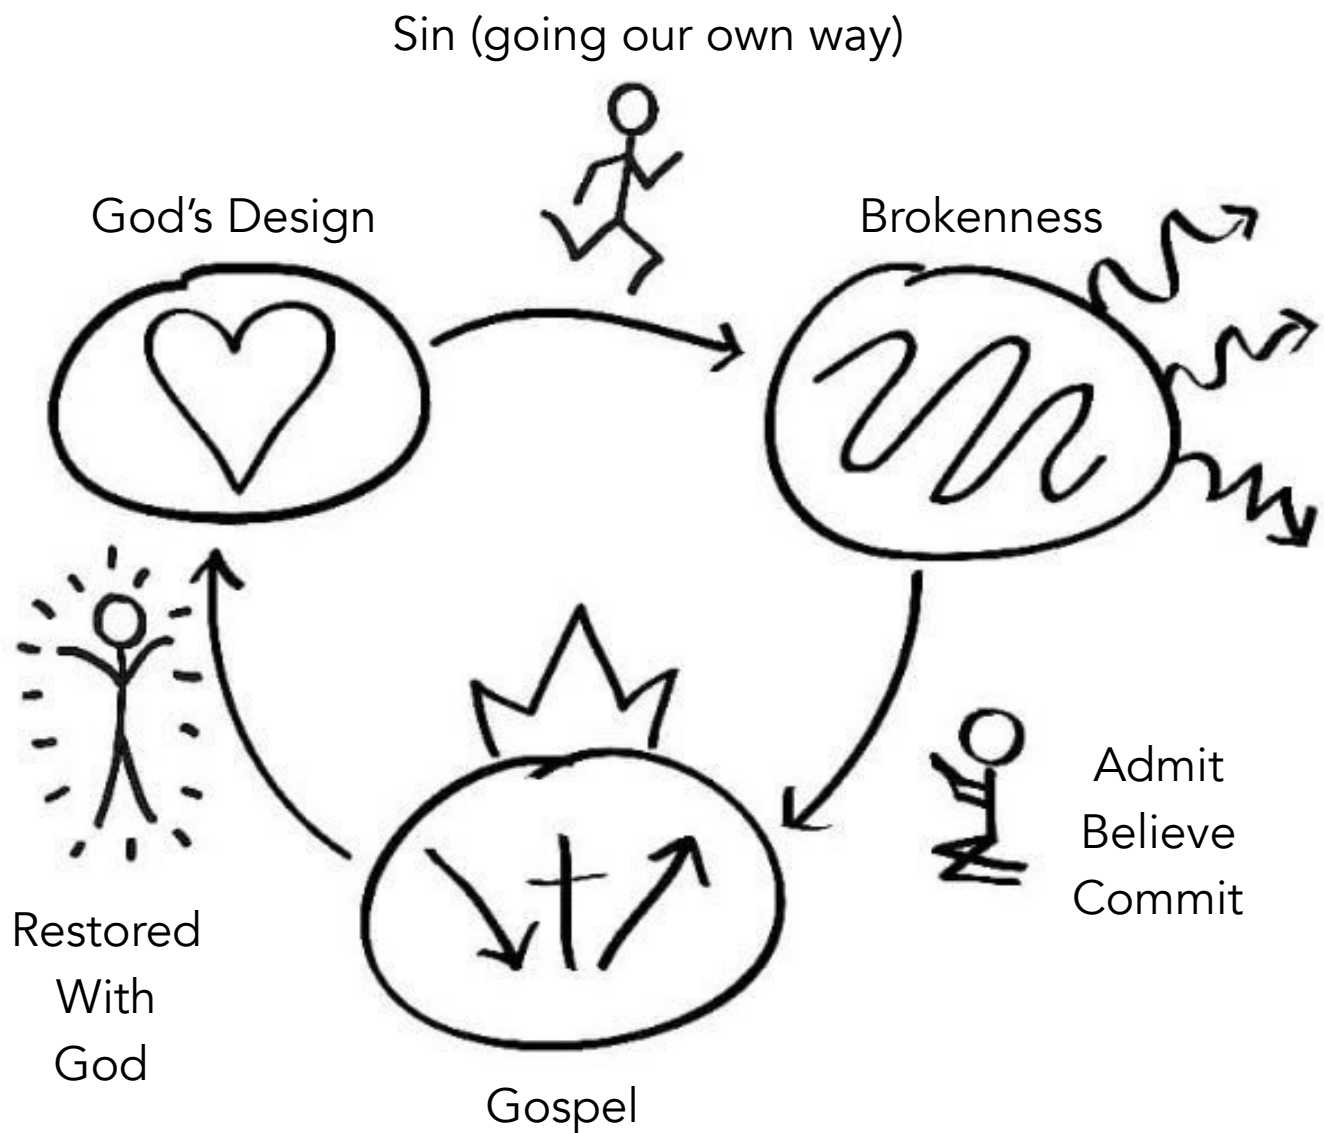 Sin (going our own way)
God’s Design
Brokenness
Admit
Believe
Commit
Restored
With
God
Gospel